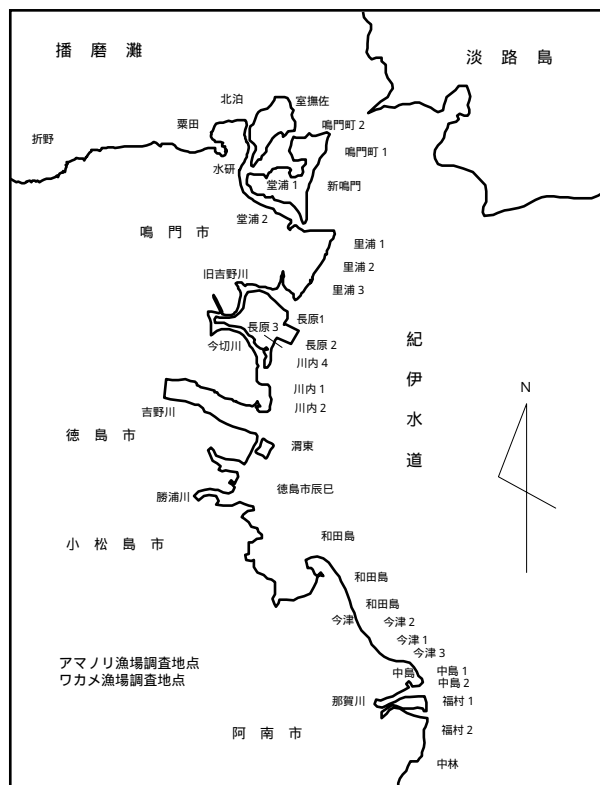 播磨灘
淡路島
北泊
室撫佐
粟田
鳴門町2
折野
鳴門町1
水研
堂浦1
新鳴門
堂浦2
鳴門市
里浦1
里浦2
旧吉野川
里浦3
長原1
長原3
紀伊水道
今切川
長原2
川内4
川内1
N
吉野川
川内2
徳島市
渭東
徳島市辰巳
勝浦川
和田島
小松島市
和田島
和田島
今津
今津2
今津1
今津3
アマノリ漁場調査地点
中島
中島1
ワカメ漁場調査地点
中島2
那賀川
福村1
阿南市
福村2
中林